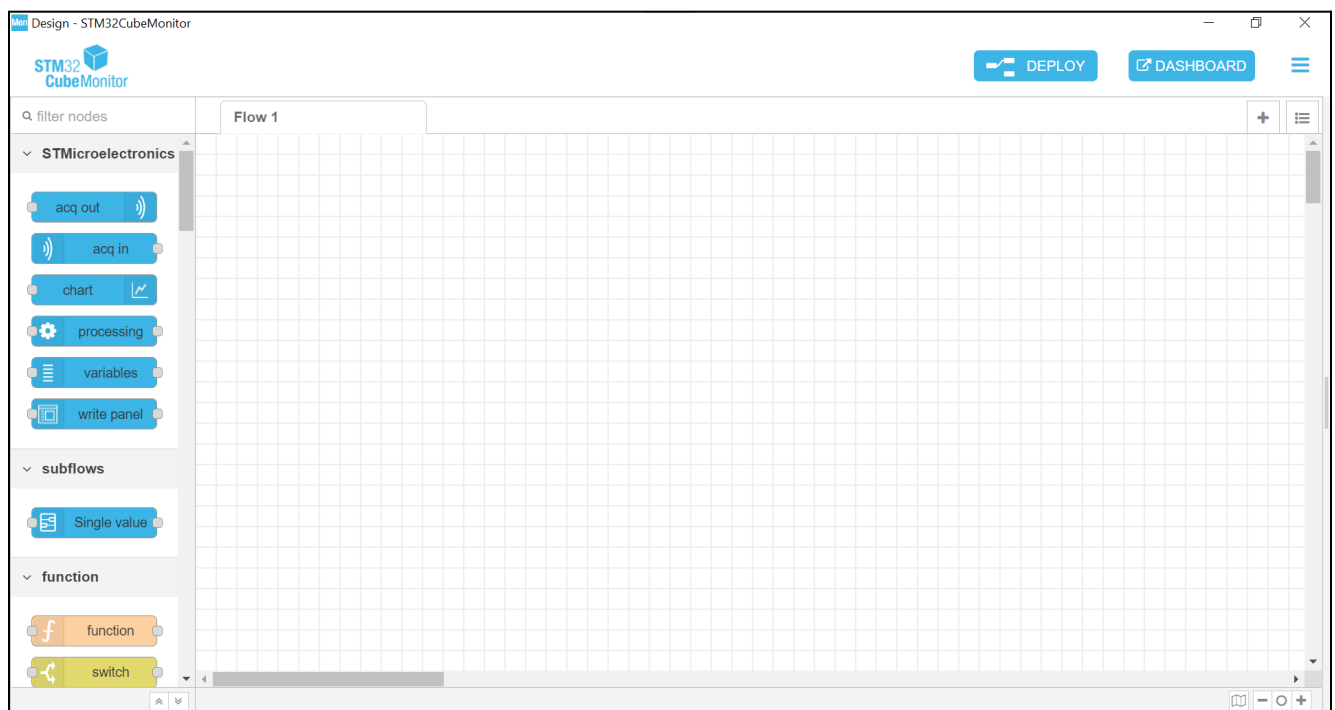 Mon Design - STM32CubeMonitor
STM32
CubeMonitor
DEPLOY
DASHBOARD
filter nodes
Flow 1
STMicroelectronics
acq out
acq in
chart
processing
variables
write panel
subflows
Single value
function
function
switch